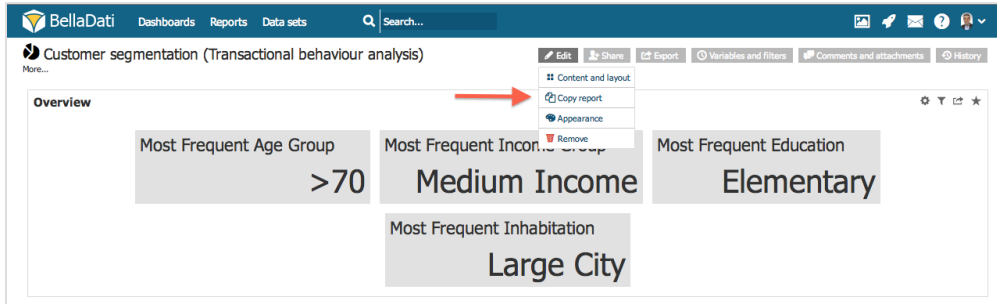 BellaDati Dashboards Reports Data sets Search... ?
Customer segmentation (Transactional behaviour analysis) Edit Share Export Variables and filters Comments and attachments History
More...
Content and layout
Copy report
Appearance
Remove
Overview
Most Frequent Age Group
>70
Most Frequent Income Group
Medium Income
Most Frequent Education
Elementary
Most Frequent Inhabitation
Large City